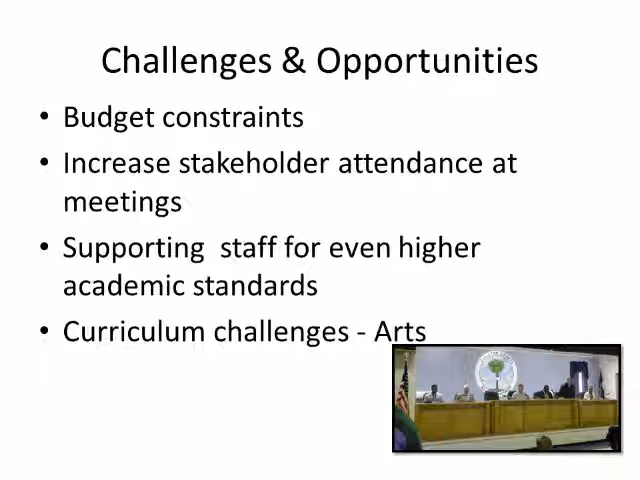 Challenges & Opportunities
• Budget constraints
• Increase stakeholder attendance at
meetings
• Supporting  staff for even higher
academic standards
• Curriculum challenges - Arts